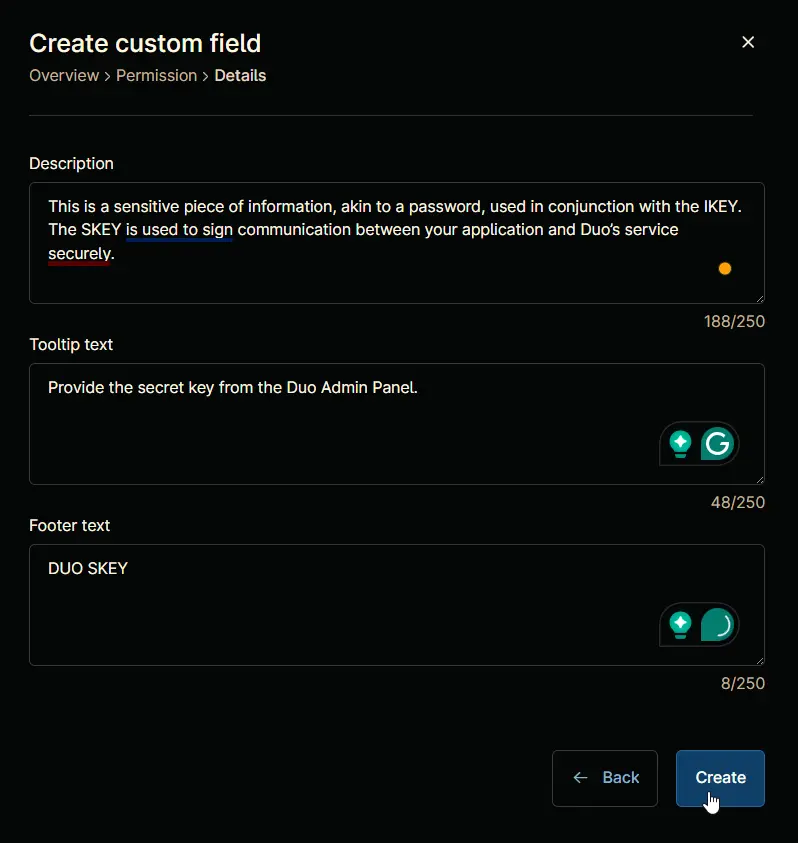 Create custom field
Overview > Permission > Details
Description
This is a sensitive piece of information, akin to a password, used in conjunction with the IKEY.
The SKEY is used to sign communication between your application and Duo’s service
securely.
188/250
Tooltip text
Provide the secret key from the Duo Admin Panel.
48/250
Footer text
DUO SKEY
8/250
← Back
Create